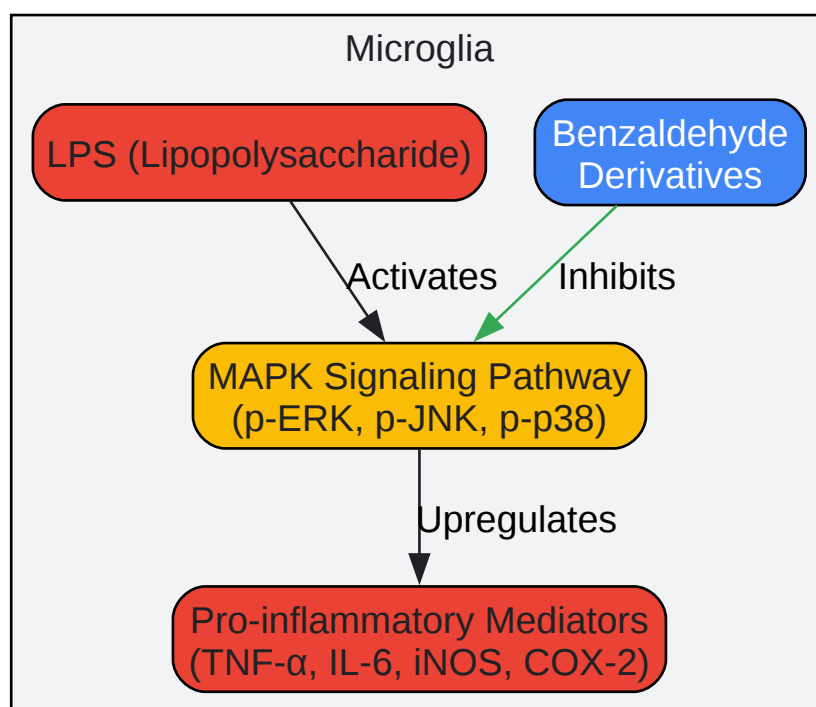 Microglia
LPS (Lipopolysaccharide)
Benzaldehyde
Derivatives
Activates
Inhibits
MAPK Signaling Pathway
(p-ERK, p-JNK, p-p38)
Upregulates
Pro-inflammatory Mediators
(TNF-α, IL-6, iNOS, COX-2)